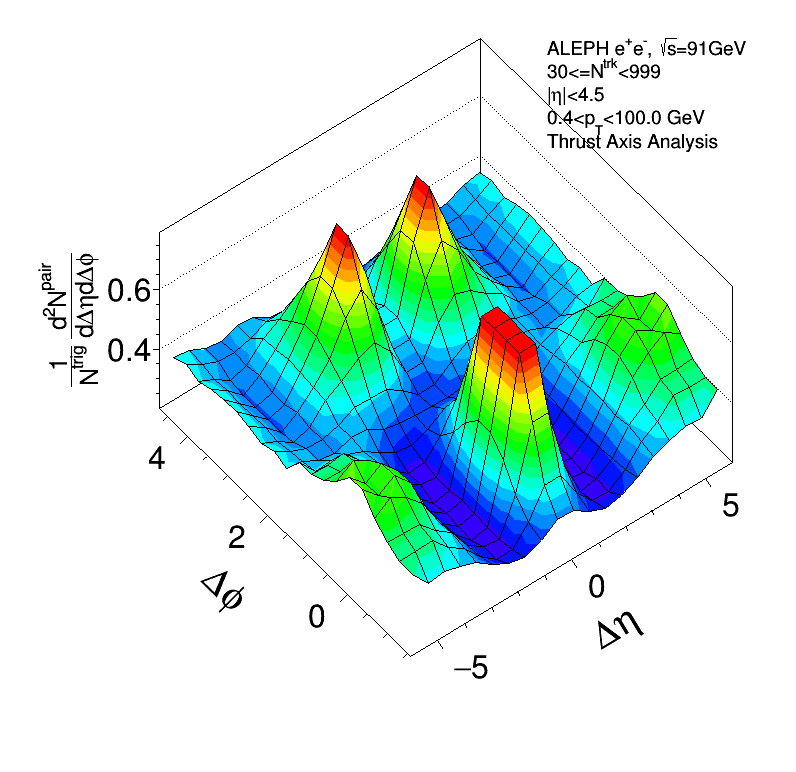 ALEPH e⁺e⁻, √s=91GeV
30<=Nᵗʳᵏ<999
|η|<4.5
0.4<p_T<100.0 GeV
Thrust Axis Analysis
1/N^trig d²N^pair/dΔηdΔφ
0.6
0.4
4
2
0
Δφ
−5
0
5
Δη